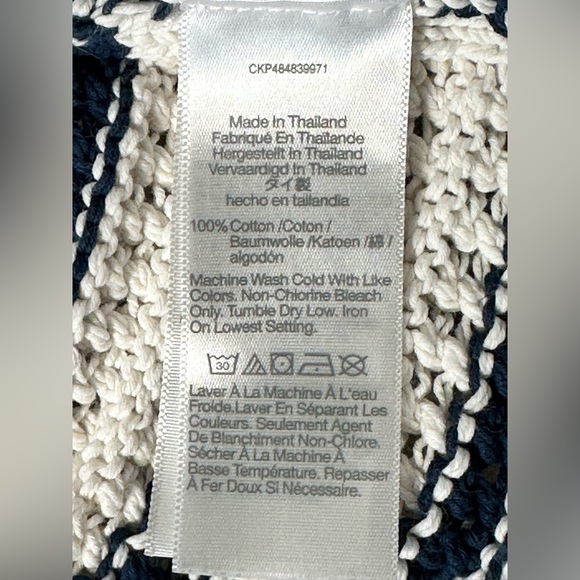 CKP484839971
Made In Thailand
Fabriqué En Thaïlande
Hergestellt In Thailand
Vervaardigd In Thailand
タイ製
hecho en tailandia
100% Cotton /Coton /
Baumwolle /Katoen /綿 /
algodón
Machine Wash Cold With Like
Colors. Non-Chlorine Bleach
Only. Tumble Dry Low. Iron
On Lowest Setting.
30
Laver À La Machine À L'eau
Froide.Laver En Séparant Les
Couleurs. Seulement Agent
De Blanchiment Non-Chlore.
Sécher À La Machine À
Basse Température. Repasser
À Fer Doux Si Nécessaire.